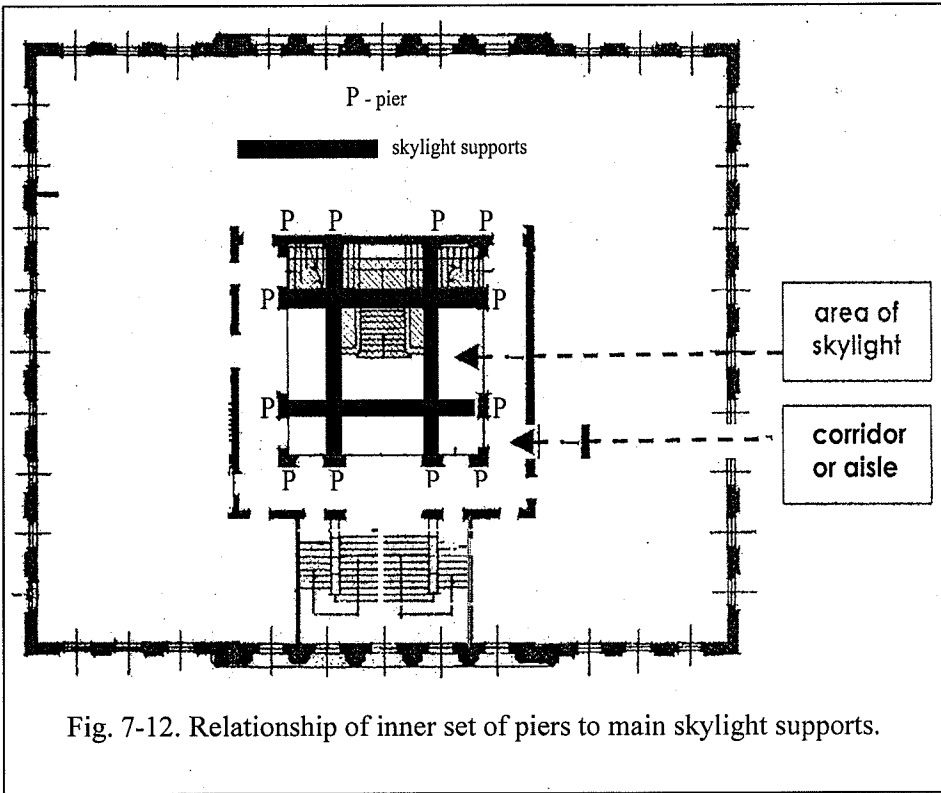 P - pier
skylight supports
P P P P
P P
area of
skylight
P P
corridor
or aisle
P P P P
Fig. 7-12. Relationship of inner set of piers to main skylight supports.